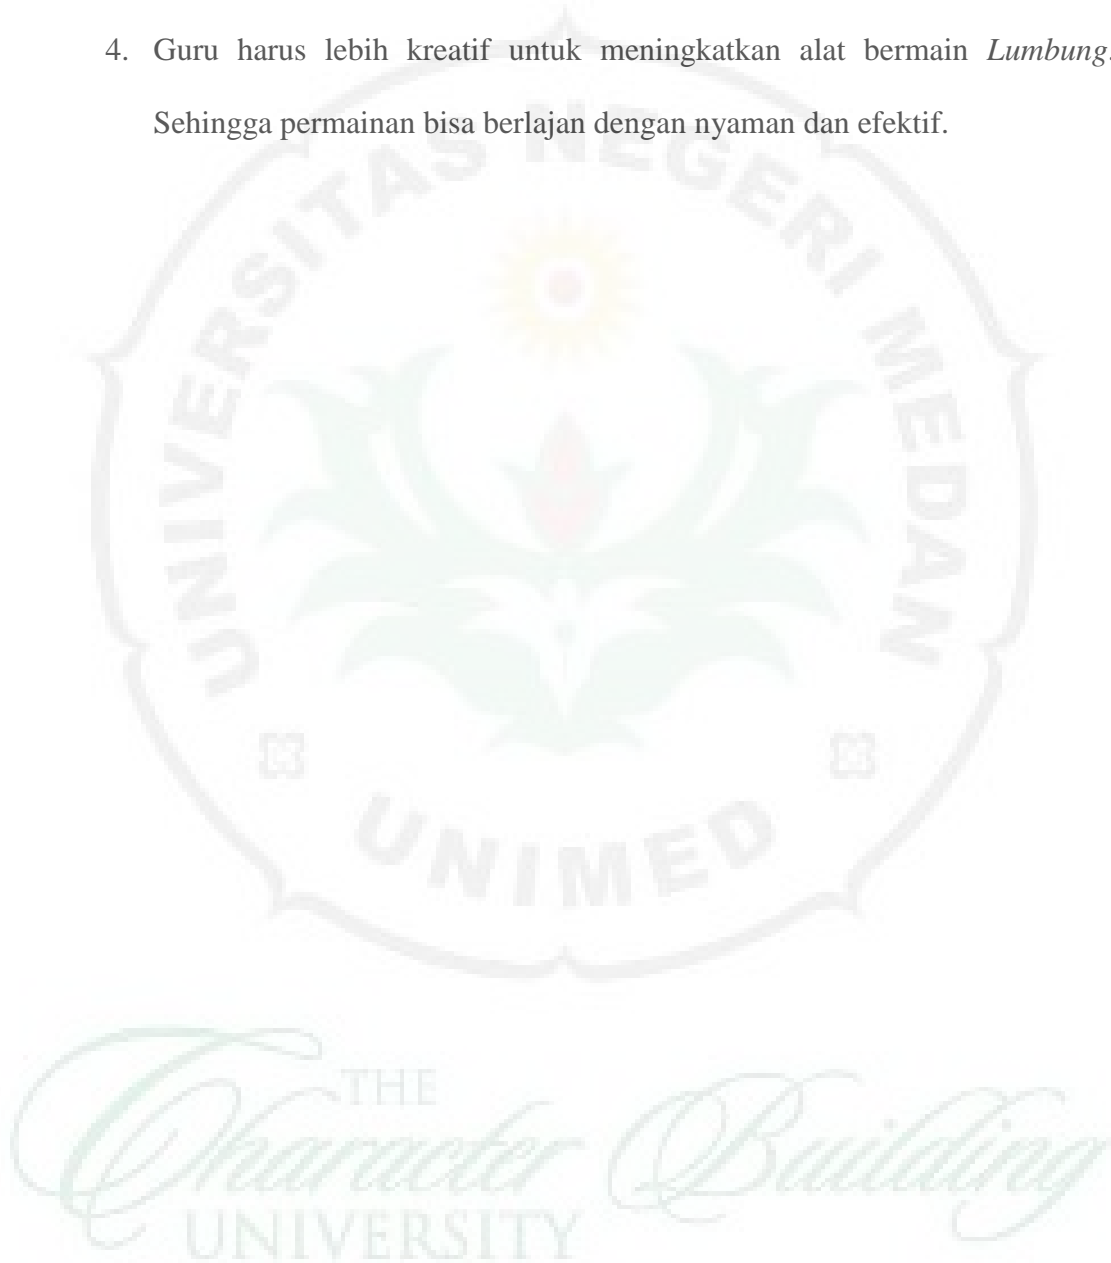 4. Guru harus lebih kreatif untuk meningkatkan alat bermain Lumbung.
Sehingga permainan bisa berlajan dengan nyaman dan efektif.
UNIVERSITAS NEGERI MEDAN
UNIMED
THE
Character Building
UNIVERSITY